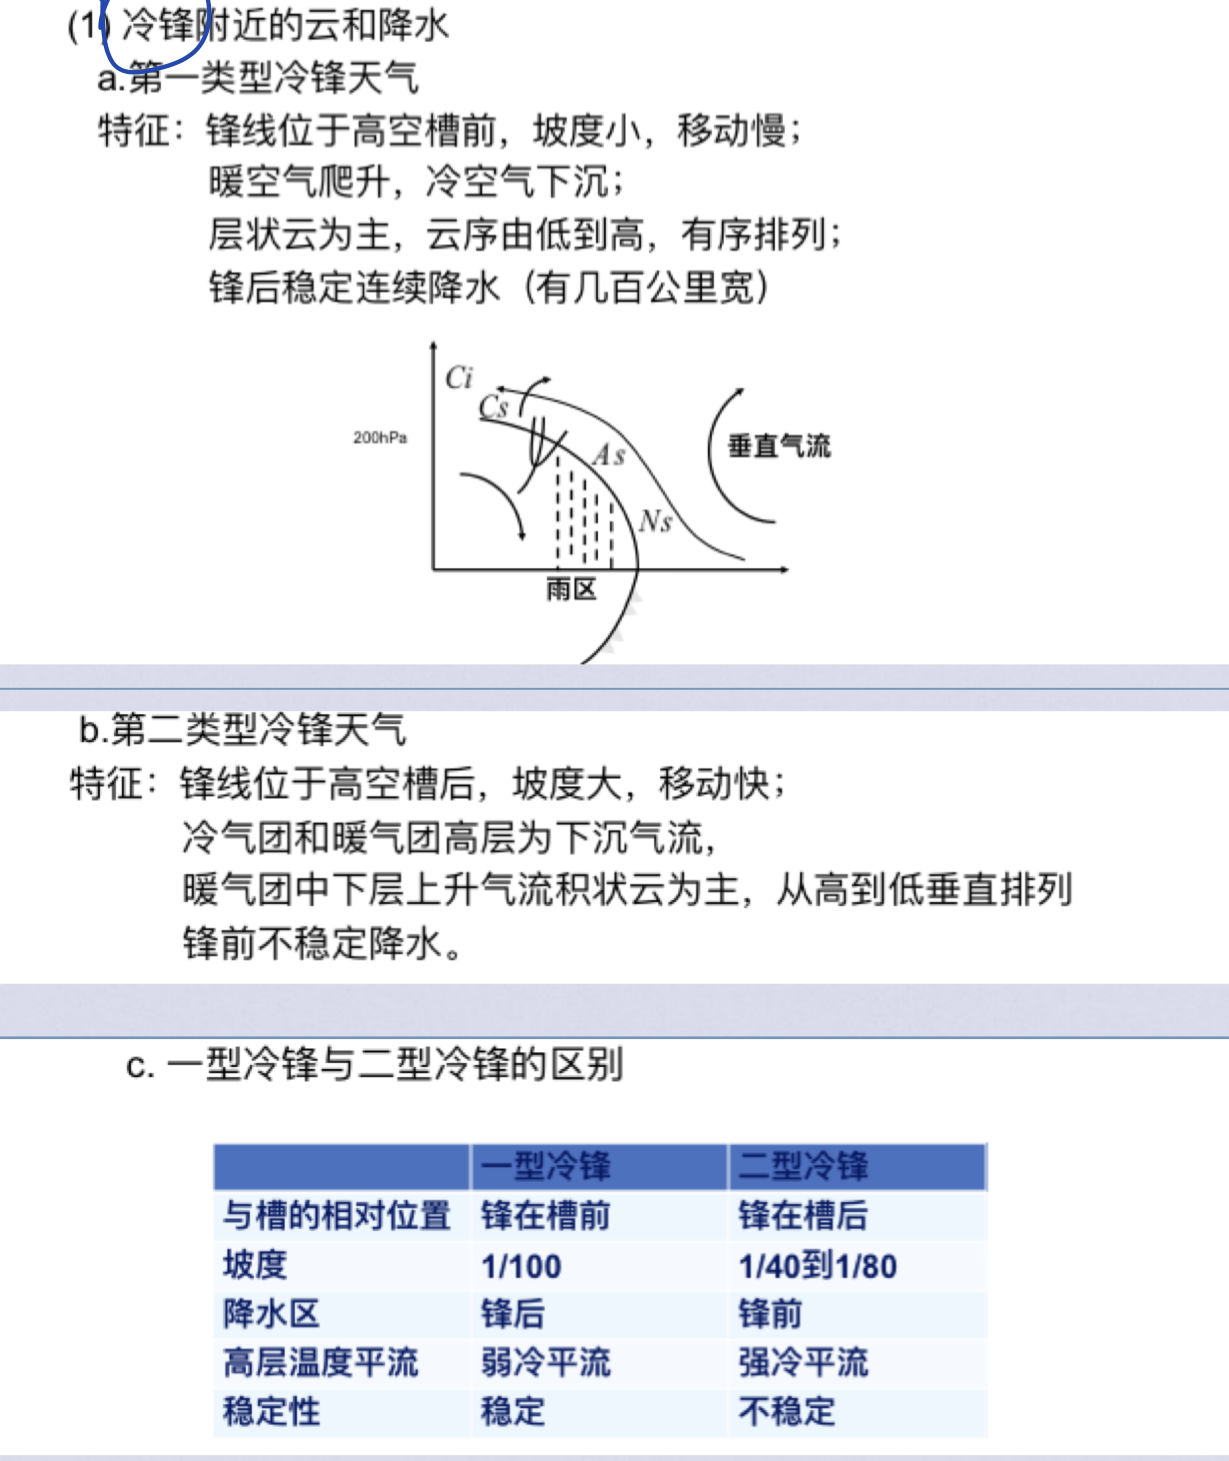 (1) 冷锋附近的云和降水
a.第一类型冷锋天气
特征：锋线位于高空槽前，坡度小，移动慢；
暖空气爬升，冷空气下沉；
层状云为主，云序由低到高，有序排列；
锋后稳定连续降水（有几百公里宽）
Ci
Cs
200hPa
垂直气流
As
Ns
雨区
b.第二类型冷锋天气
特征：锋线位于高空槽后，坡度大，移动快；
冷气团和暖气团高层为下沉气流，
暖气团中下层上升气流积状云为主，从高到低垂直排列
锋前不稳定降水。
c. 一型冷锋与二型冷锋的区别
一型冷锋 二型冷锋
与槽的相对位置 锋在槽前 锋在槽后
坡度 1/100 1/40到1/80
降水区 锋后 锋前
高层温度平流 弱冷平流 强冷平流
稳定性 稳定 不稳定